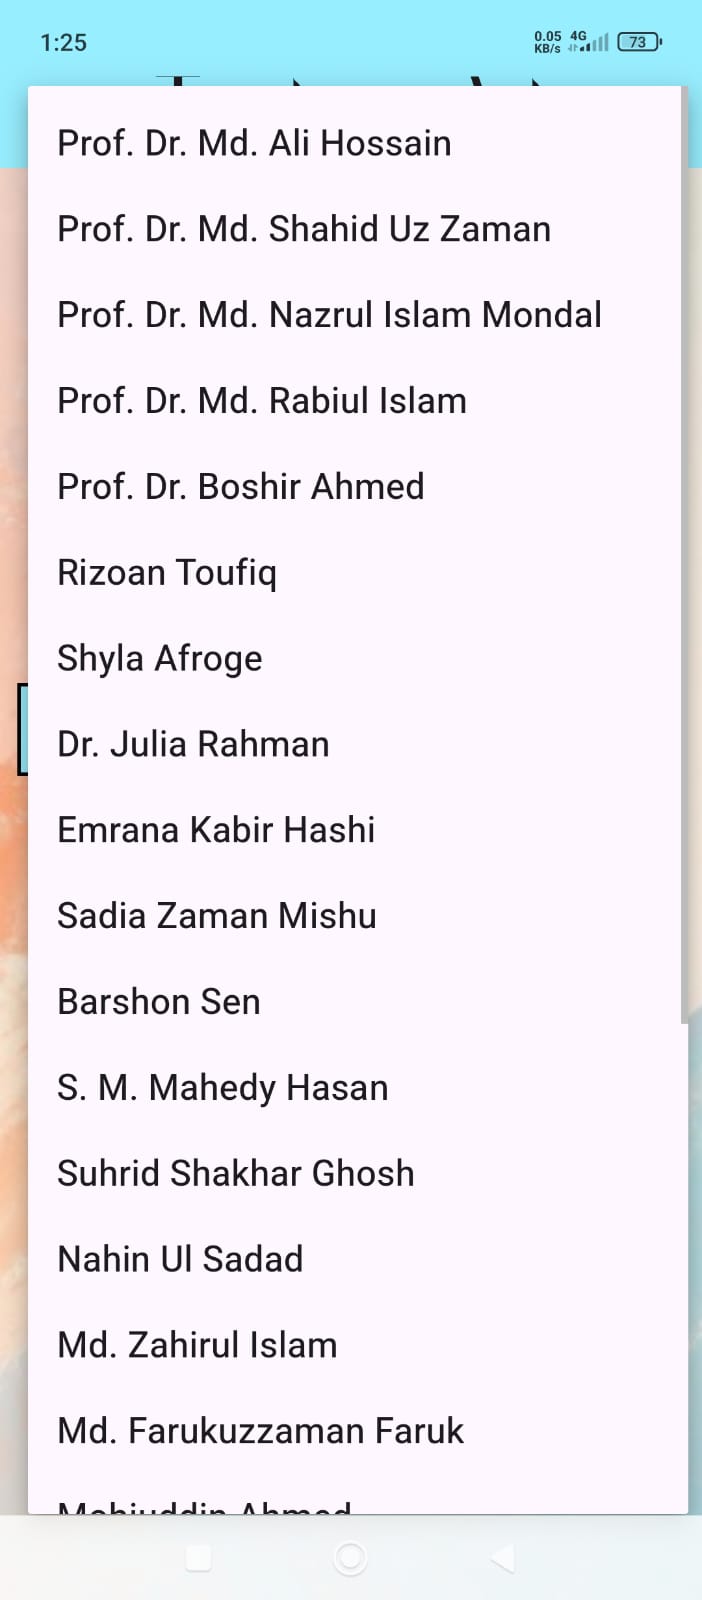 1:25
0.05 4G
KB/s
73
Prof. Dr. Md. Ali Hossain
Prof. Dr. Md. Shahid Uz Zaman
Prof. Dr. Md. Nazrul Islam Mondal
Prof. Dr. Md. Rabiul Islam
Prof. Dr. Boshir Ahmed
Rizoan Toufiq
Shyla Afroge
Dr. Julia Rahman
Emrana Kabir Hashi
Sadia Zaman Mishu
Barshon Sen
S. M. Mahedy Hasan
Suhrid Shakhar Ghosh
Nahin Ul Sadad
Md. Zahirul Islam
Md. Farukuzzaman Faruk
Mohiuddin Ahmed